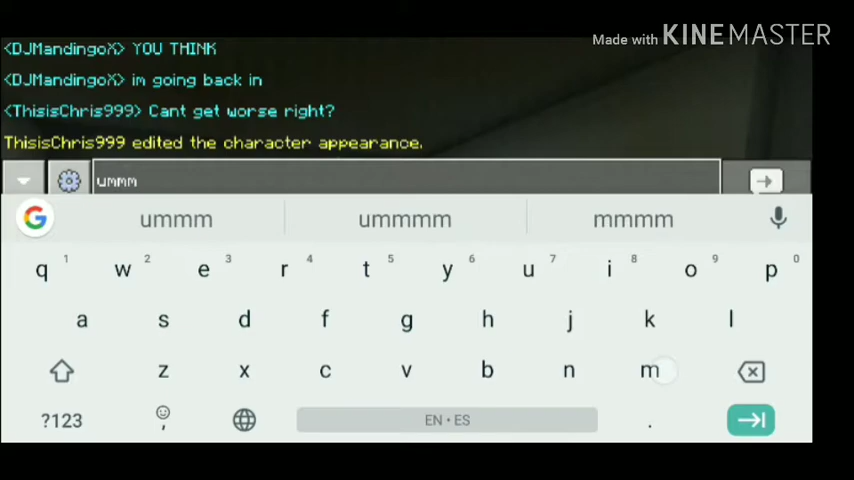 Made with KINEMASTER
<DJMandingoX> YOU THINK
<DJMandingoX> im going back in
<ThisisChris999> Cant get worse right?
ThisisChris999 edited the character appearance.
ummm
G ummm ummmm mmmm
q 1 w 2 e 3 r 4 t 5 y 6 u 7 i 8 o 9 p 0
a s d f g h j k l
z x c v b n m
?123 , EN • ES .